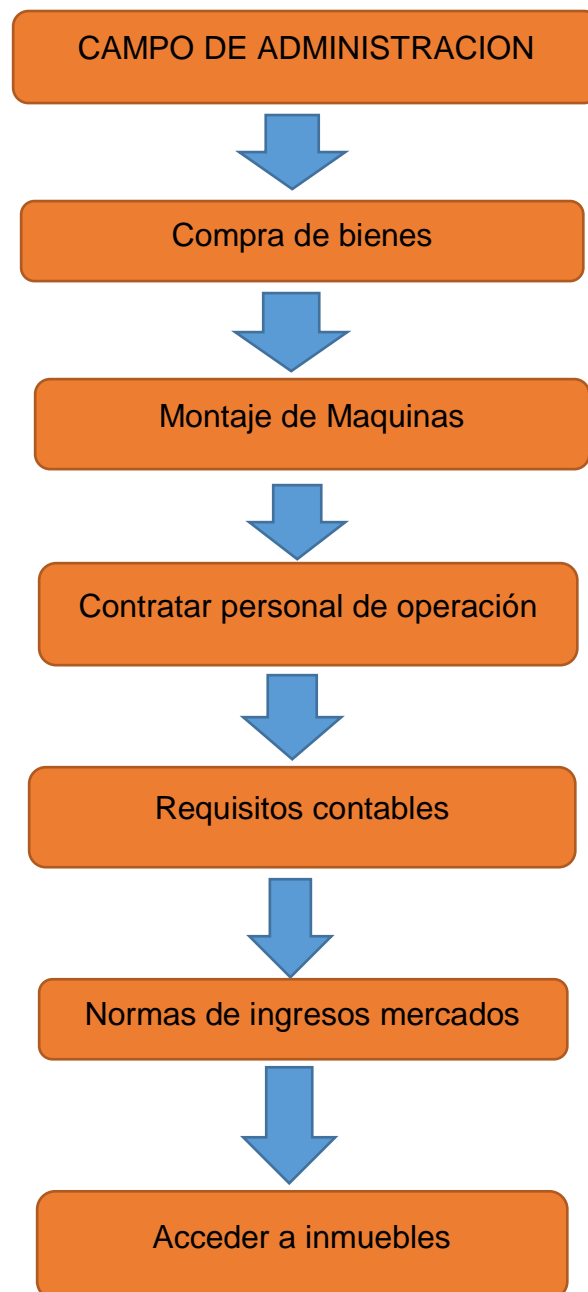 CAMPO DE ADMINISTRACION
Compra de bienes
Montaje de Maquinas
Contratar personal de operación
Requisitos contables
Normas de ingresos mercados
Acceder a inmuebles